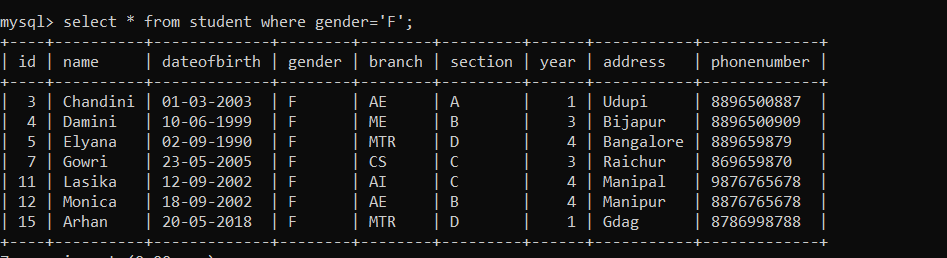 mysql> select * from student where gender='F';
+----+----------+-------------+--------+--------+---------+------+-----------+-------------+
| id | name | dateofbirth | gender | branch | section | year | address | phonenumber |
+----+----------+-------------+--------+--------+---------+------+-----------+-------------+
| 3 | Chandini | 01-03-2003 | F | AE | A | 1 | Udupi | 8896500887 |
| 4 | Damini | 10-06-1999 | F | ME | B | 3 | Bijapur | 8896500909 |
| 5 | Elyana | 02-09-1990 | F | MTR | D | 4 | Bangalore | 889659879 |
| 7 | Gowri | 23-05-2005 | F | CS | C | 3 | Raichur | 869659870 |
| 11 | Lasika | 12-09-2002 | F | AI | C | 4 | Manipal | 9876765678 |
| 12 | Monica | 18-09-2002 | F | AE | B | 4 | Manipur | 8876765678 |
| 15 | Arhan | 20-05-2018 | F | MTR | D | 1 | Gdag | 8786998788 |
+----+----------+-------------+--------+--------+---------+------+-----------+-------------+